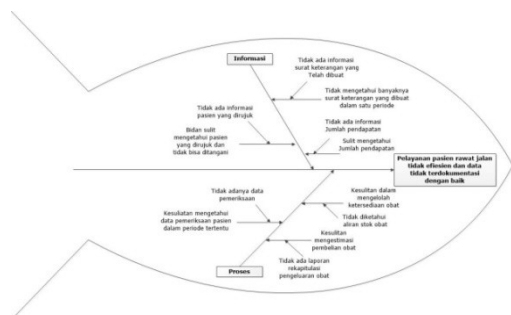 Informasi
Tidak ada informasi
surat keterangan yang
Telah dibuat
Tidak mengetahui banyaknya
surat keterangan yang dibuat
dalam satu periode
Tidak ada informasi
pasien yang dirujuk
Bidan sulit
mengetahui pasien
yang dirujuk dan
tidak bisa ditangani
Tidak ada informasi
Jumlah pendapatan
Sulit mengetahui
Jumlah pendapatan
Pelayanan pasien rawat jalan
tidak efiesien dan data
tidak terdokumentasi
dengan baik
Tidak adanya data
pemeriksaan
Kesuliatan mengetahui
data pemeriksaan pasien
dalam periode tertentu
Kesulitan dalam
mengelolah
ketersediaan obat
Tidak diketahui
aliran stok obat
Kesulitan
mengestimasi
pembelian obat
Tidak ada laporan
rekapitulasi
pengeluaran obat
Proses